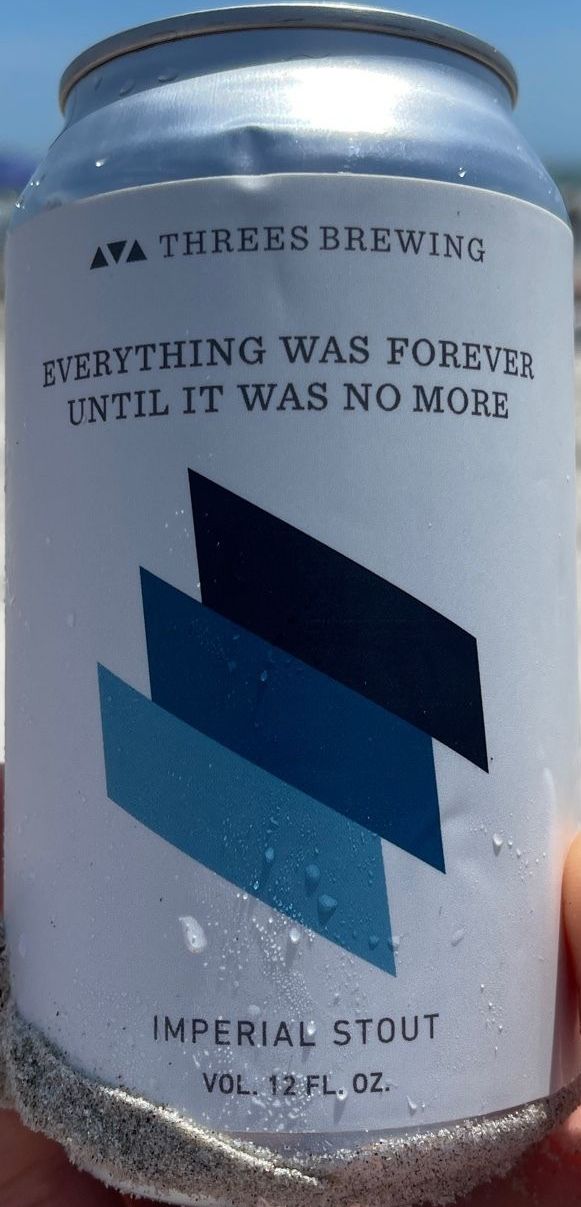 THREES BREWING
EVERYTHING WAS FOREVER
UNTIL IT WAS NO MORE
IMPERIAL STOUT
VOL. 12 FL. OZ.